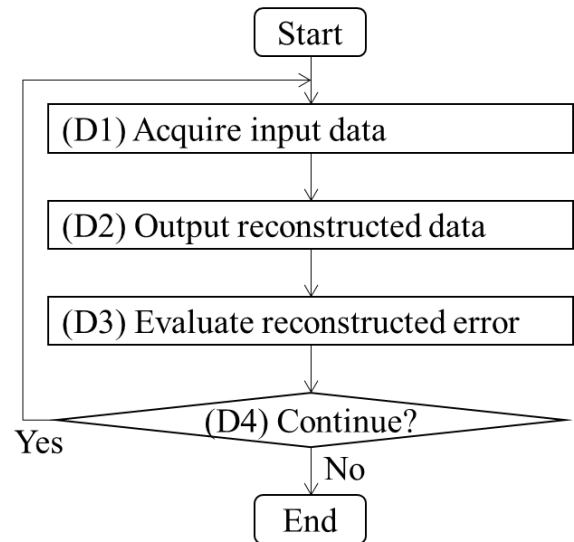 Start
(D1) Acquire input data
(D2) Output reconstructed data
(D3) Evaluate reconstructed error
(D4) Continue?
Yes
No
End